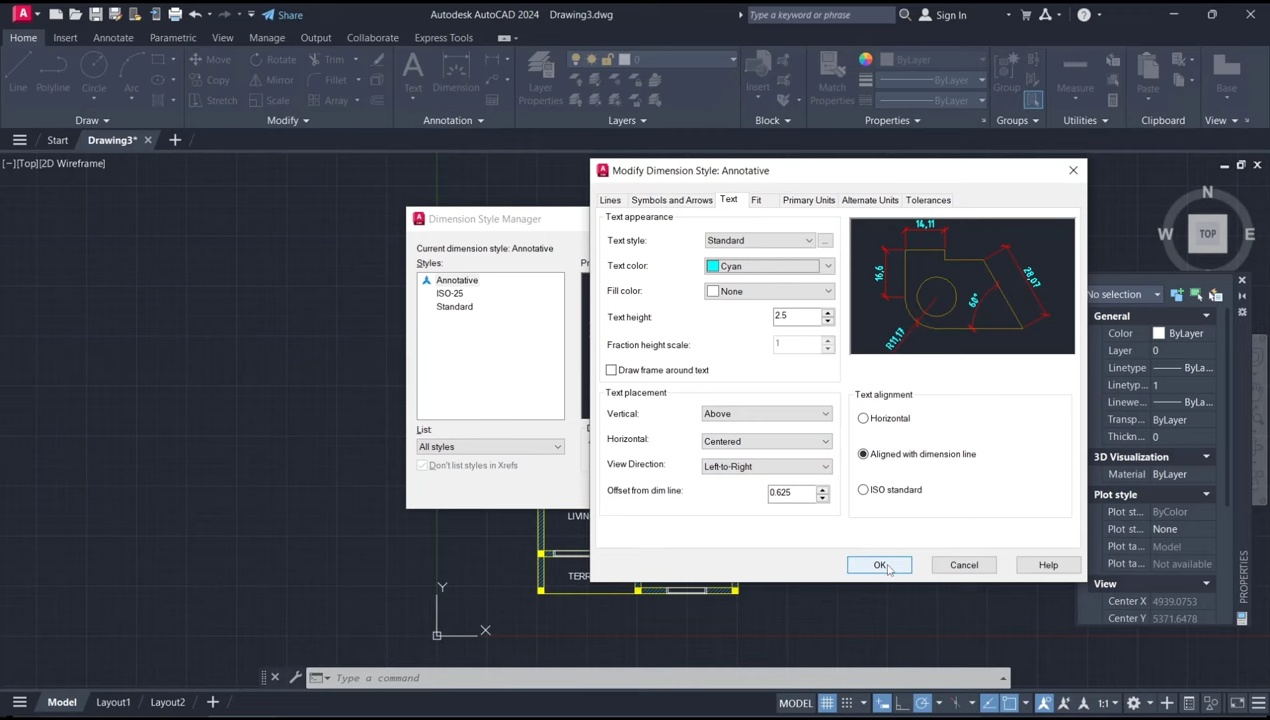 Share
Autodesk AutoCAD 2024 Drawing3.dwg
Type a keyword or phrase
Sign In
Home Insert Annotate Parametric View Manage Output Collaborate Express Tools
Line Polyline Circle Arc
Move Rotate Trim
Copy Mirror Fillet
Stretch Scale Array
Text Dimension
Layer Properties
0
Insert
Match Properties
ByLayer
ByLayer
ByLayer
Group
Measure
Paste
Base
Draw Modify Annotation Layers Block Properties Groups Utilities Clipboard View
Start Drawing3*
[−][Top][2D Wireframe]
Dimension Style Manager
Current dimension style: Annotative
Styles:
Annotative
ISO-25
Standard
List:
All styles
Don't list styles in Xrefs
Modify Dimension Style: Annotative
Lines Symbols and Arrows Text Fit Primary Units Alternate Units Tolerances
Text appearance
Text style: Standard ...
Text color: Cyan
Fill color: None
Text height: 2.5
Fraction height scale: 1
Draw frame around text
14,11
16,6
28,07
60°
R11,17
Text placement
Vertical: Above
Horizontal: Centered
View Direction: Left-to-Right
Offset from dim line: 0.625
Text alignment
Horizontal
Aligned with dimension line
ISO standard
OK Cancel Help
LIVIN
TERR
Y
X
N
W TOP E
No selection
General
Color ByLayer
Layer 0
Linetype ByLa...
Linetyp... 1
Linewe... ByLa...
Transp... ByLayer
Thickn... 0
3D Visualization
Material ByLayer
Plot style
Plot st... ByColor
Plot st... None
Plot ta... Model
Plot ta... Not available
View
Center X 4939.0753
Center Y 5371.6478
PROPERTIES
Type a command
Model Layout1 Layout2
MODEL
1:1